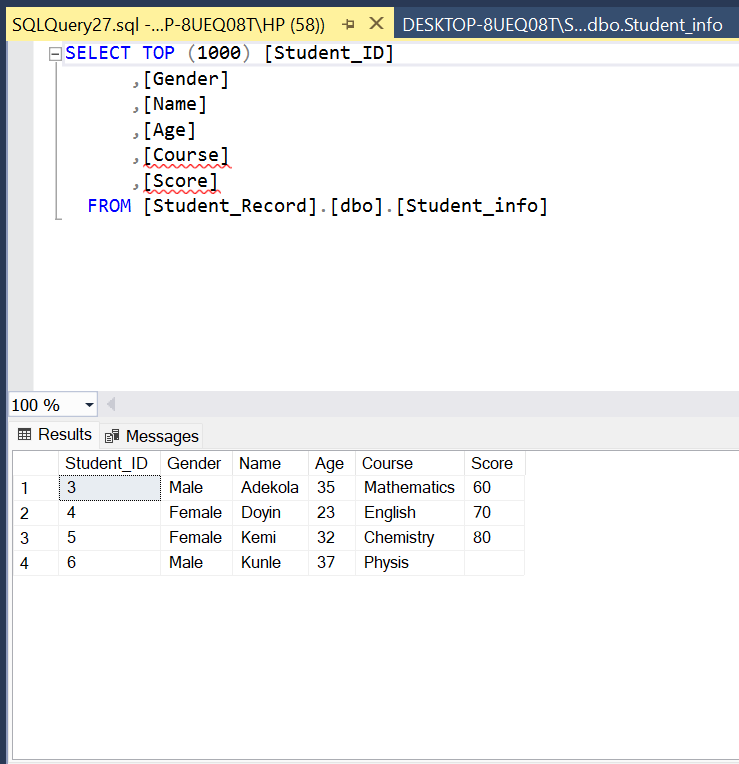 SQLQuery27.sql -...P-8UEQ08T\HP (58))
DESKTOP-8UEQ08T\S...dbo.Student_info
SELECT TOP (1000) [Student_ID]
,[Gender]
,[Name]
,[Age]
,[Course]
,[Score]
FROM [Student_Record].[dbo].[Student_info]
100 %
Results Messages
Student_ID Gender Name Age Course Score
1 3 Male Adekola 35 Mathematics 60
2 4 Female Doyin 23 English 70
3 5 Female Kemi 32 Chemistry 80
4 6 Male Kunle 37 Physis